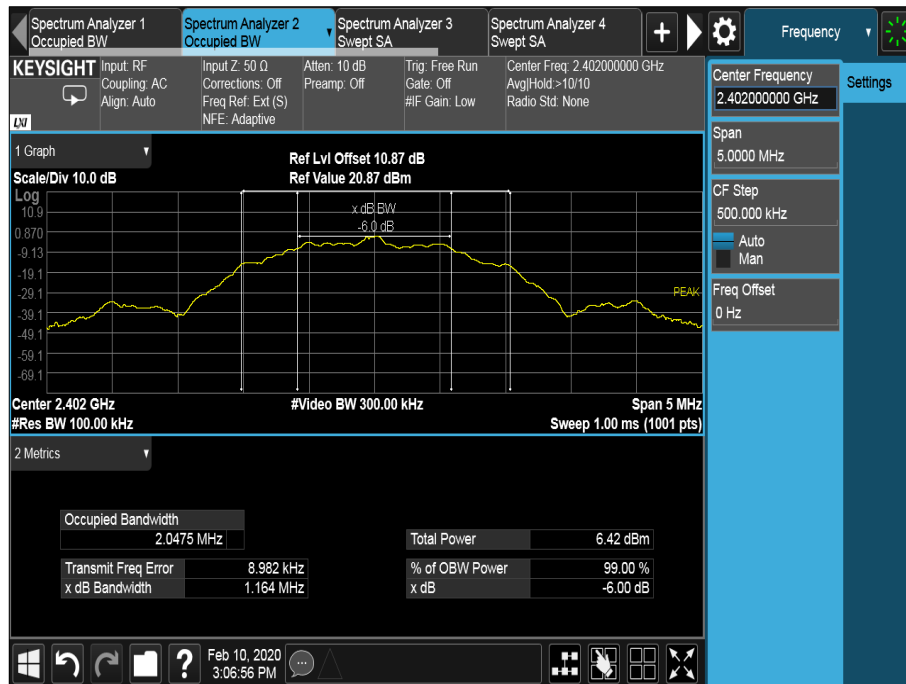 Spectrum Analyzer 1
Occupied BW
Spectrum Analyzer 2
Occupied BW
Spectrum Analyzer 3
Swept SA
Spectrum Analyzer 4
Swept SA
+
Frequency
KEYSIGHT
LXI
Input: RF
Coupling: AC
Align: Auto
Input Z: 50 Ω
Corrections: Off
Freq Ref: Ext (S)
NFE: Adaptive
Atten: 10 dB
Preamp: Off
Trig: Free Run
Gate: Off
#IF Gain: Low
Center Freq: 2.402000000 GHz
Avg|Hold:>10/10
Radio Std: None
Center Frequency
2.402000000 GHz
Settings
Span
5.0000 MHz
CF Step
500.000 kHz
Auto
Man
Freq Offset
0 Hz
1 Graph
Scale/Div 10.0 dB
Ref Lvl Offset 10.87 dB
Ref Value 20.87 dBm
Log
10.9
0.870
-9.13
-19.1
-29.1
-39.1
-49.1
-59.1
-69.1
x dB BW
-6.0 dB
PEAK
Center 2.402 GHz
#Res BW 100.00 kHz
#Video BW 300.00 kHz
Span 5 MHz
Sweep 1.00 ms (1001 pts)
2 Metrics
Occupied Bandwidth
2.0475 MHz
Transmit Freq Error 8.982 kHz
x dB Bandwidth 1.164 MHz
Total Power 6.42 dBm
% of OBW Power 99.00 %
x dB -6.00 dB
?
Feb 10, 2020
3:06:56 PM